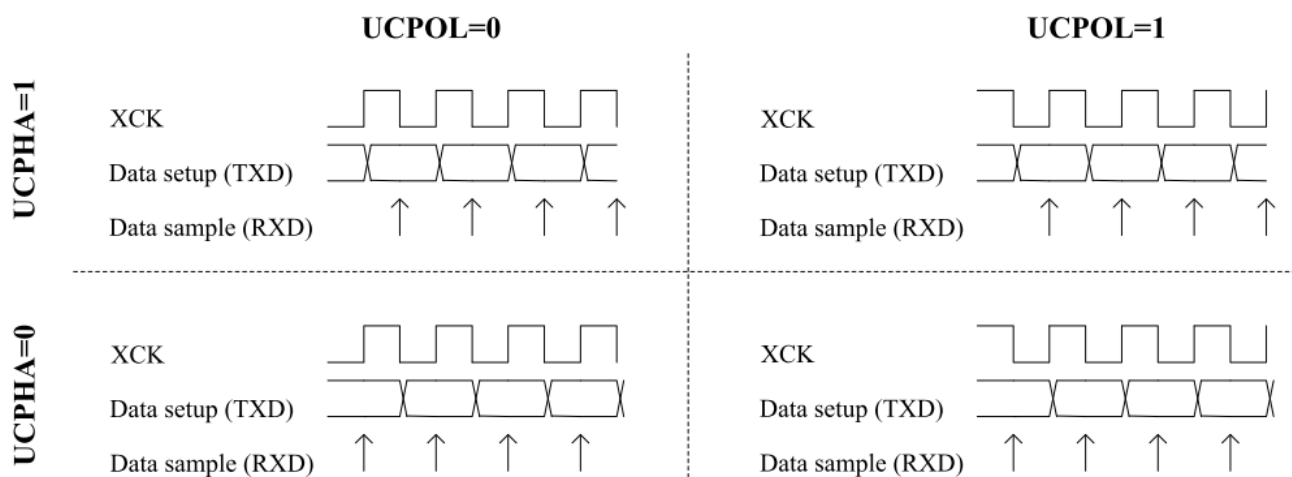 UCPOL=0
UCPOL=1
UCPHA=1
XCK
Data setup (TXD)
Data sample (RXD)
XCK
Data setup (TXD)
Data sample (RXD)
UCPHA=0
XCK
Data setup (TXD)
Data sample (RXD)
XCK
Data setup (TXD)
Data sample (RXD)